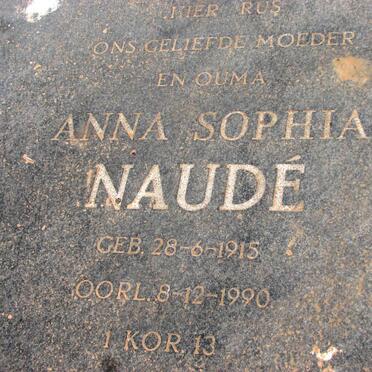 HIER RUS
ONS GELIEFDE MOEDER
EN OUMA
ANNA SOPHIA
NAUDÉ
GEB. 28-6-1915
OORL. 8-12-1990
1 KOR. 13